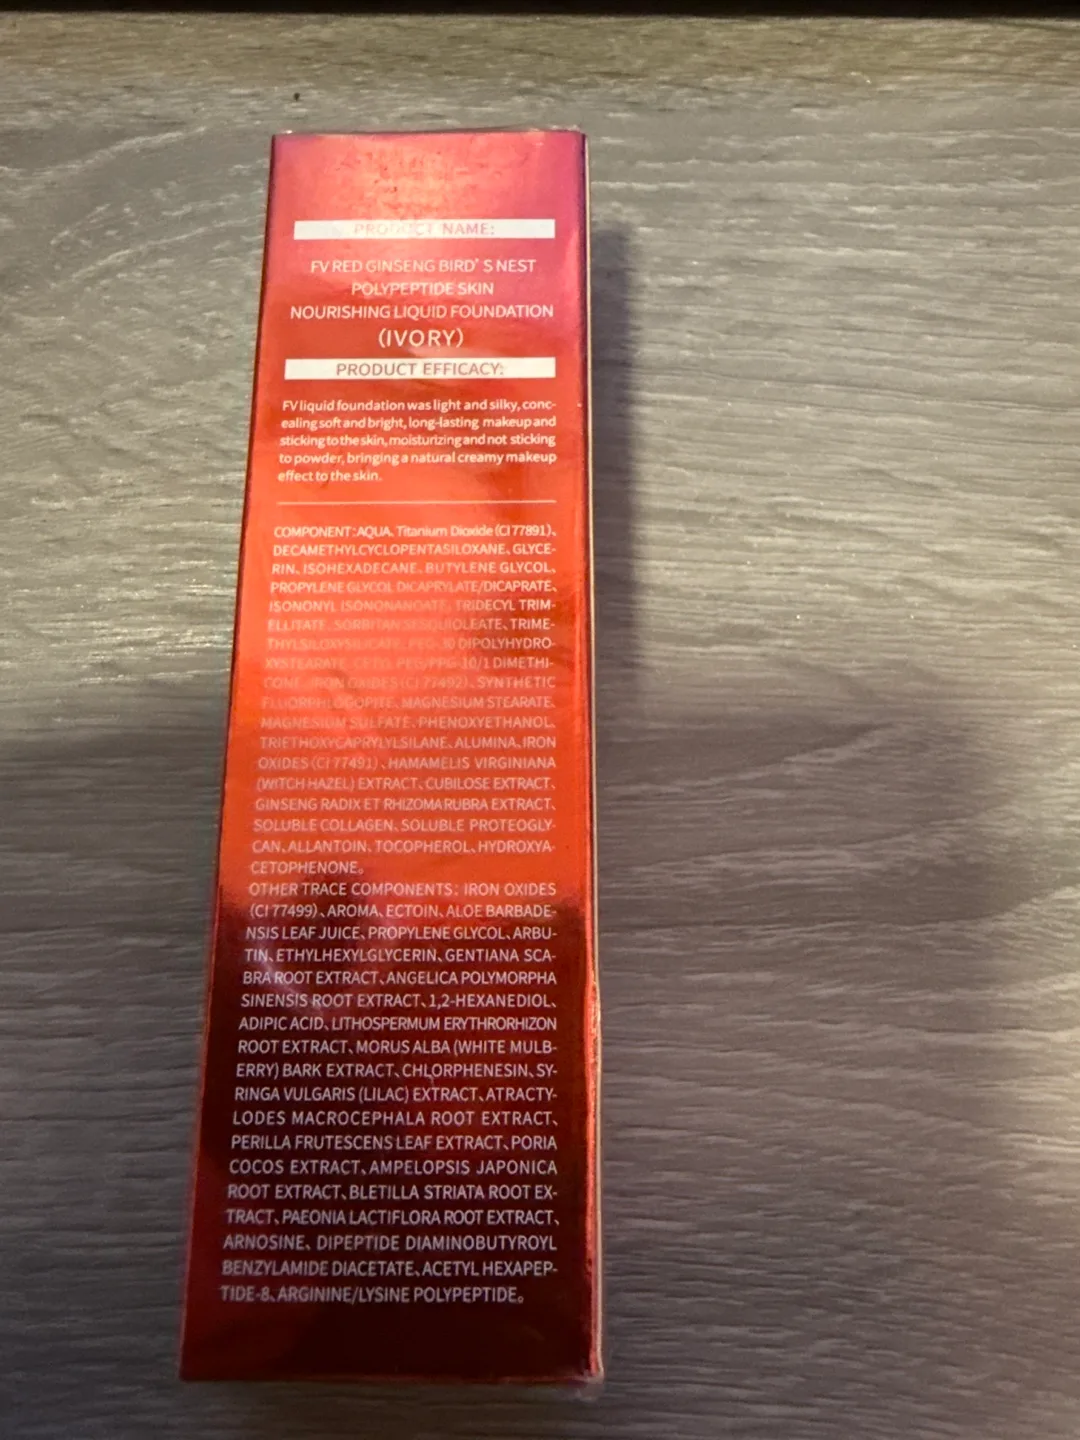 PRODUCT NAME:
FV RED GINSENG BIRD' S NEST
POLYPEPTIDE SKIN
NOURISHING LIQUID FOUNDATION
(IVORY)
PRODUCT EFFICACY:
FV liquid foundation was light and silky, conc-
ealing soft and bright, long-lasting makeup and
sticking to the skin, moisturizing and not sticking
to powder, bringing a natural creamy makeup
effect to the skin.
COMPONENT:AQUA、Titanium Dioxide (CI 77891)、
DECAMETHYLCYCLOPENTASILOXANE、GLYCE-
RIN、ISOHEXADECANE、BUTYLENE GLYCOL、
PROPYLENE GLYCOL DICAPRYLATE/DICAPRATE、
ISONONYL ISONONANOATE、TRIDECYL TRIM-
ELLITATE、SORBITAN SESQUIOLEATE、TRIME-
THYLSILOXYSILICATE、PEG-30 DIPOLYHYDRO-
XYSTEARATE、CETYL PEG/PPG-10/1 DIMETHI-
CONE、IRON OXIDES (CI 77492)、SYNTHETIC
FLUORPHLOGOPITE、MAGNESIUM STEARATE、
MAGNESIUM SULFATE、PHENOXYETHANOL、
TRIETHOXYCAPRYLYLSILANE、ALUMINA、IRON
OXIDES (CI 77491)、HAMAMELIS VIRGINIANA
(WITCH HAZEL) EXTRACT、CUBILOSE EXTRACT、
GINSENG RADIX ET RHIZOMA RUBRA EXTRACT、
SOLUBLE COLLAGEN、SOLUBLE PROTEOGLY-
CAN、ALLANTOIN、TOCOPHEROL、HYDROXYA-
CETOPHENONE。
OTHER TRACE COMPONENTS: IRON OXIDES
(CI 77499)、AROMA、ECTOIN、ALOE BARBADE-
NSIS LEAF JUICE、PROPYLENE GLYCOL、ARBU-
TIN、ETHYLHEXYLGLYCERIN、GENTIANA SCA-
BRA ROOT EXTRACT、ANGELICA POLYMORPHA
SINENSIS ROOT EXTRACT、1,2-HEXANEDIOL、
ADIPIC ACID、LITHOSPERMUM ERYTHRORHIZON
ROOT EXTRACT、MORUS ALBA (WHITE MULB-
ERRY) BARK EXTRACT、CHLORPHENESIN、SY-
RINGA VULGARIS (LILAC) EXTRACT、ATRACTY-
LODES MACROCEPHALA ROOT EXTRACT、
PERILLA FRUTESCENS LEAF EXTRACT、PORIA
COCOS EXTRACT、AMPELOPSIS JAPONICA
ROOT EXTRACT、BLETILLA STRIATA ROOT EX-
TRACT、PAEONIA LACTIFLORA ROOT EXTRACT、
ARNOSINE、DIPEPTIDE DIAMINOBUTYROYL
BENZYLAMIDE DIACETATE、ACETYL HEXAPEP-
TIDE-8、ARGININE/LYSINE POLYPEPTIDE。